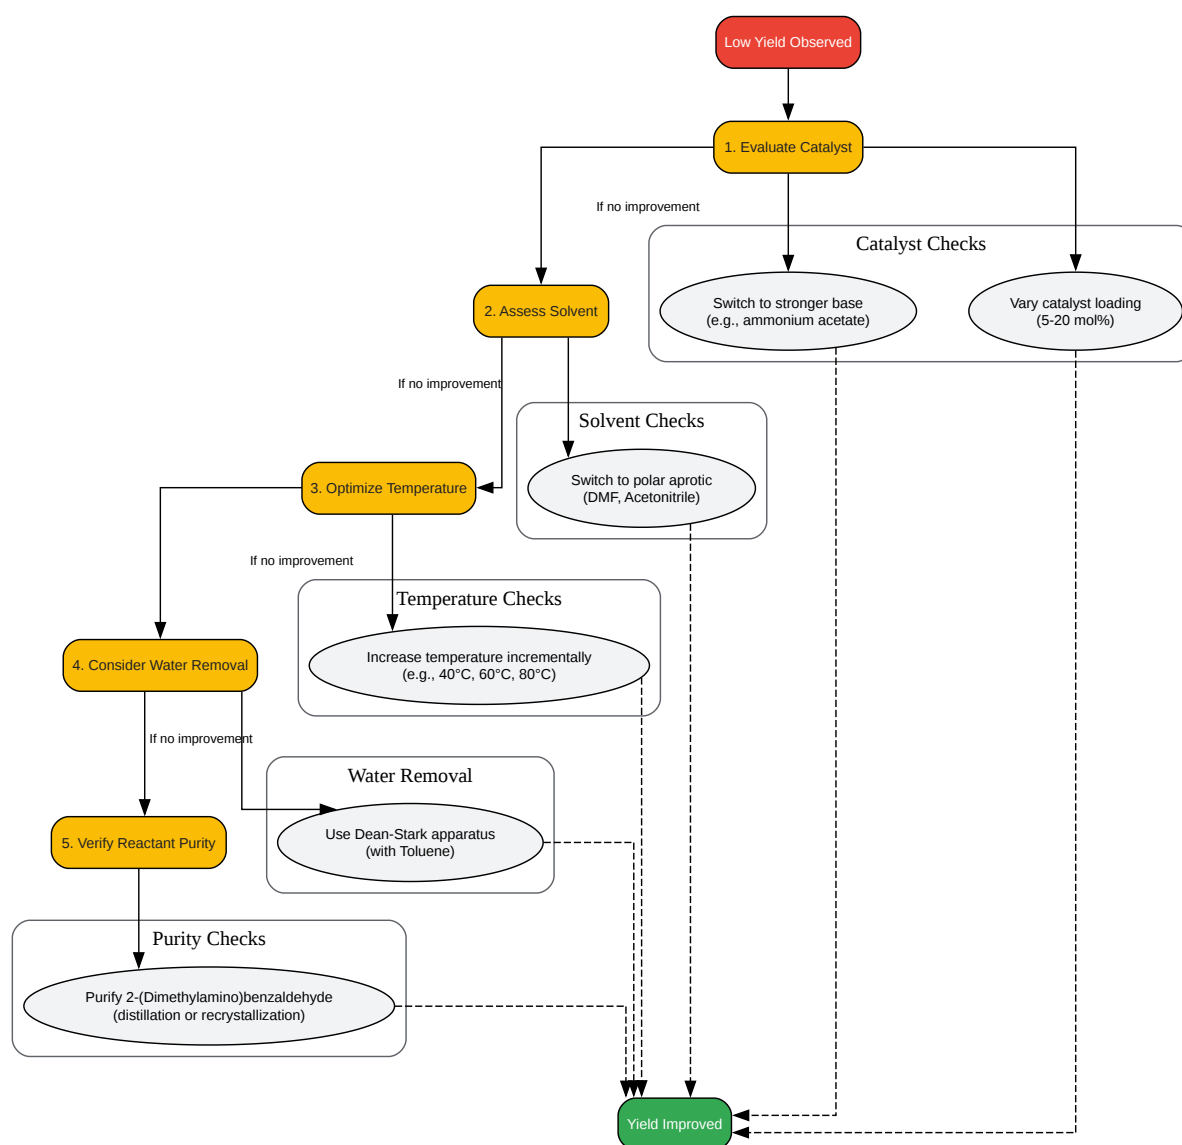 Low Yield Observed
1. Evaluate Catalyst
If no improvement
Catalyst Checks
Switch to stronger base
(e.g., ammonium acetate)
Vary catalyst loading
(5-20 mol%)
2. Assess Solvent
If no improvement
Solvent Checks
Switch to polar aprotic
(DMF, Acetonitrile)
3. Optimize Temperature
If no improvement
Temperature Checks
Increase temperature incrementally
(e.g., 40°C, 60°C, 80°C)
4. Consider Water Removal
If no improvement
Water Removal
Use Dean-Stark apparatus
(with Toluene)
5. Verify Reactant Purity
Purity Checks
Purify 2-(Dimethylamino)benzaldehyde
(distillation or recrystallization)
Yield Improved